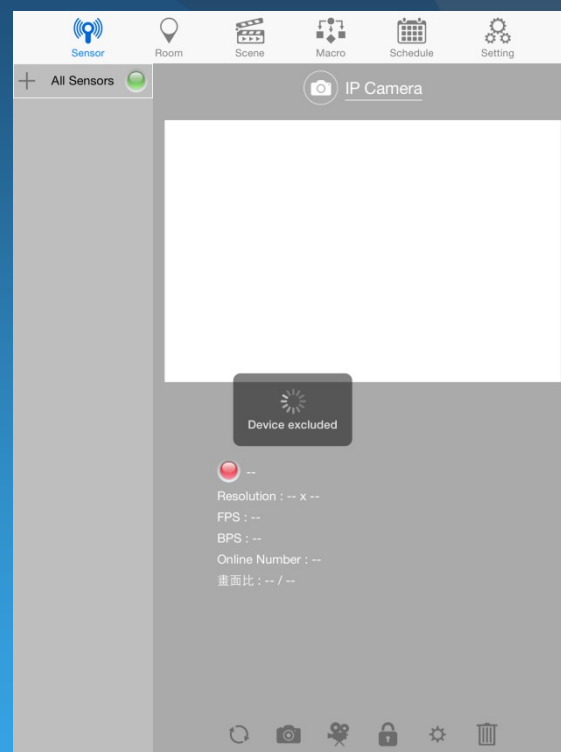 Sensor
Room
Scene
Macro
Schedule
Setting
All Sensors
IP Camera
Device excluded
--
Resolution : -- x --
FPS : --
BPS : --
Online Number : --
畫面比 : -- / --